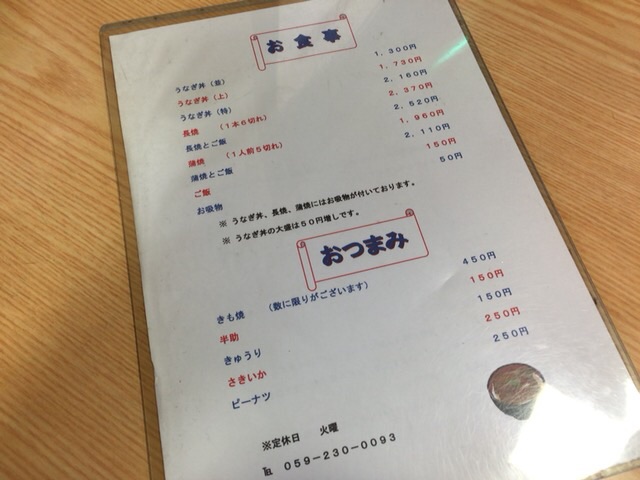 お食事
うなぎ丼（並） 1，300円
うなぎ丼（上） 1，730円
うなぎ丼（特） 2，160円
長焼 （1本6切れ） 2，370円
長焼とご飯 2，520円
蒲焼 （1人前5切れ） 1，960円
蒲焼とご飯 2，110円
ご飯 150円
お吸物 50円
※ うなぎ丼、長焼、蒲焼にはお吸物が付いております。
※ うなぎ丼の大盛は50円増しです。
おつまみ
きも焼 （数に限りがございます） 450円
半助 150円
きゅうり 150円
さきいか 250円
ピーナツ 250円
※定休日 火曜
℡ 059-230-0093